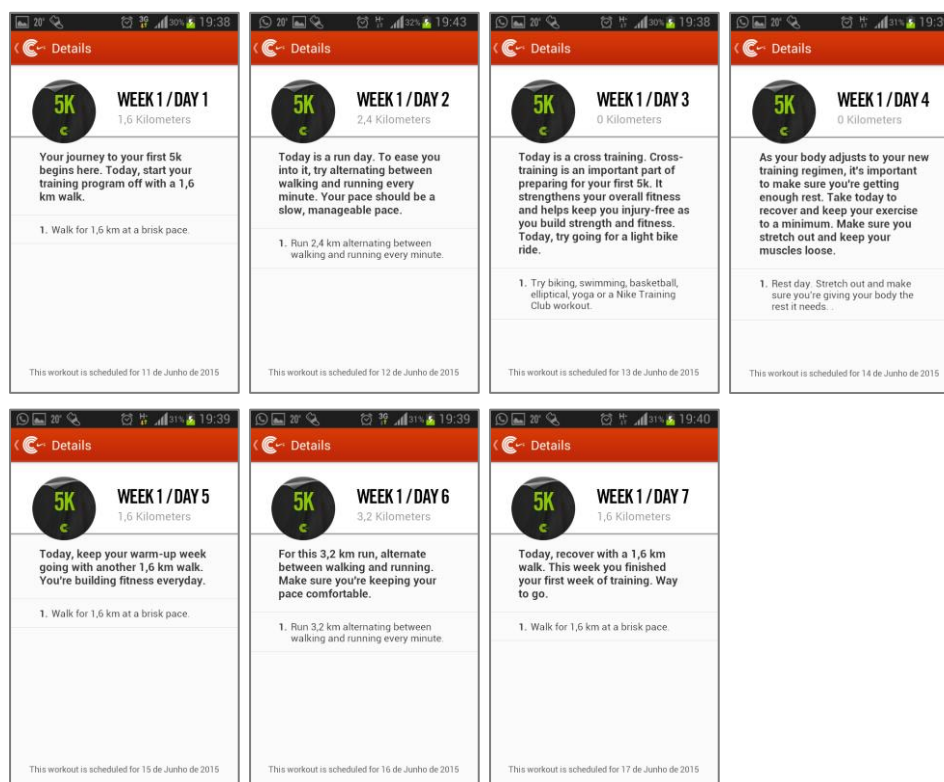 20° 3G 30% 19:38
Details
5K
WEEK 1 / DAY 1
1,6 Kilometers
Your journey to your first 5k
begins here. Today, start your
training program off with a 1,6
km walk.
1. Walk for 1,6 km at a brisk pace.
This workout is scheduled for 11 de Junho de 2015
20° H 32% 19:43
Details
5K
WEEK 1 / DAY 2
2,4 Kilometers
Today is a run day. To ease you
into it, try alternating between
walking and running every
minute. Your pace should be a
slow, manageable pace.
1. Run 2,4 km alternating between
walking and running every minute.
This workout is scheduled for 12 de Junho de 2015
20° H 30% 19:38
Details
5K
WEEK 1 / DAY 3
0 Kilometers
Today is a cross training. Cross-
training is an important part of
preparing for your first 5k. It
strengthens your overall fitness
and helps keep you injury-free as
you build strength and fitness.
Today, try going for a light bike
ride.
1. Try biking, swimming, basketball,
elliptical, yoga or a Nike Training
Club workout.
This workout is scheduled for 13 de Junho de 2015
20° H 31%
Details
5K
WEEK 1 / DAY 4
0 Kilometers
As your body adjusts to your new
training regimen, it's important
to make sure you're getting
enough rest. Take today to
recover and keep your exercise
to a minimum. Make sure you
stretch out and keep your
muscles loose.
1. Rest day. Stretch out and make
sure you're giving your body the
rest it needs. .
This workout is scheduled for 14 de Junho de 2015
20° H 31% 19:39
Details
5K
WEEK 1 / DAY 5
1,6 Kilometers
Today, keep your warm-up week
going with another 1,6 km walk.
You're building fitness everyday.
1. Walk for 1,6 km at a brisk pace.
This workout is scheduled for 15 de Junho de 2015
20° 3G 31% 19:39
Details
5K
WEEK 1 / DAY 6
3,2 Kilometers
For this 3,2 km run, alternate
between walking and running.
Make sure you're keeping your
pace comfortable.
1. Run 3,2 km alternating between
walking and running every minute.
This workout is scheduled for 16 de Junho de 2015
20° H 31% 19:40
Details
5K
WEEK 1 / DAY 7
1,6 Kilometers
Today, recover with a 1,6 km
walk. This week you finished
your first week of training. Way
to go.
1. Walk for 1,6 km at a brisk pace.
This workout is scheduled for 17 de Junho de 2015